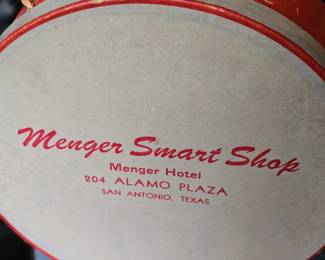 Menger Smart Shop
Menger Hotel
204 ALAMO PLAZA
SAN ANTONIO, TEXAS